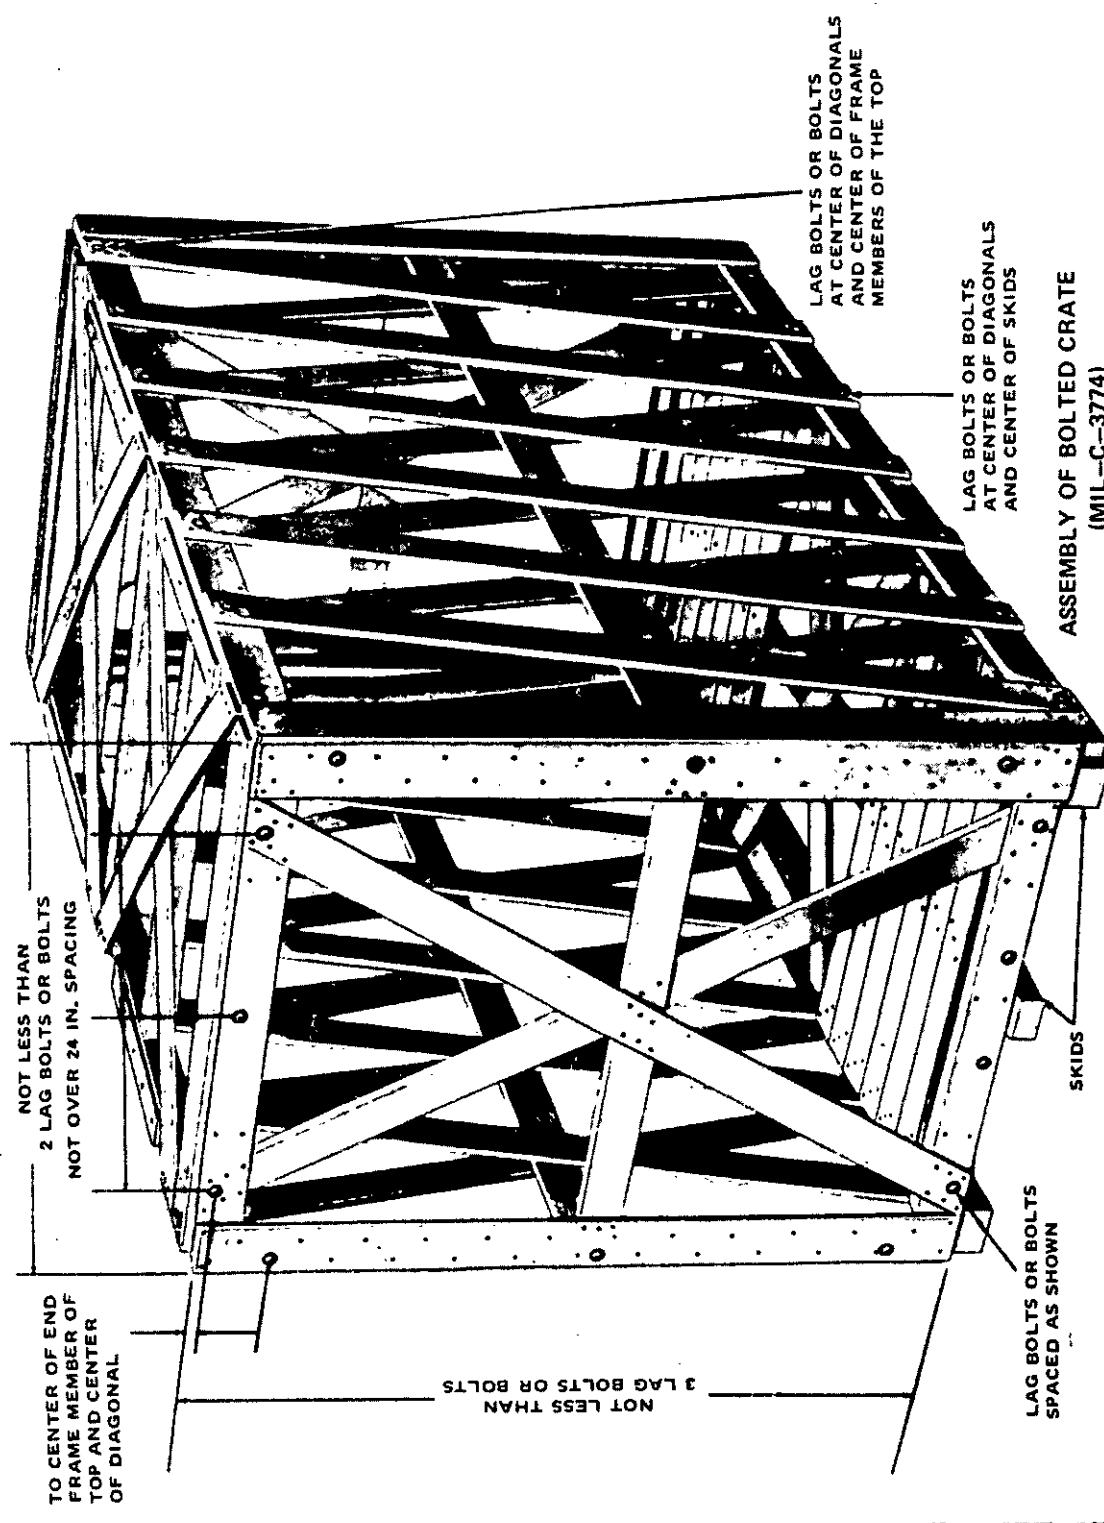 NOT LESS THAN
2 LAG BOLTS OR BOLTS
NOT OVER 24 IN. SPACING
TO CENTER OF END
FRAME MEMBER OF
TOP AND CENTER
OF DIAGONAL
NOT LESS THAN
3 LAG BOLTS OR BOLTS
LAG BOLTS OR BOLTS
SPACED AS SHOWN
SKIDS
LAG BOLTS OR BOLTS
AT CENTER OF DIAGONALS
AND CENTER OF FRAME
MEMBERS OF THE TOP
LAG BOLTS OR BOLTS
AT CENTER OF DIAGONALS
AND CENTER OF SKIDS
ASSEMBLY OF BOLTED CRATE
(MIL-C-3774)